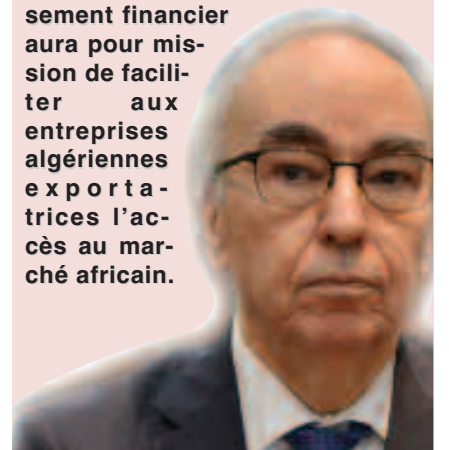 sement financier
aura pour mis-
sion de facili-
ter aux
entreprises
algériennes
exporta-
trices l'ac-
cès au mar-
ché africain.